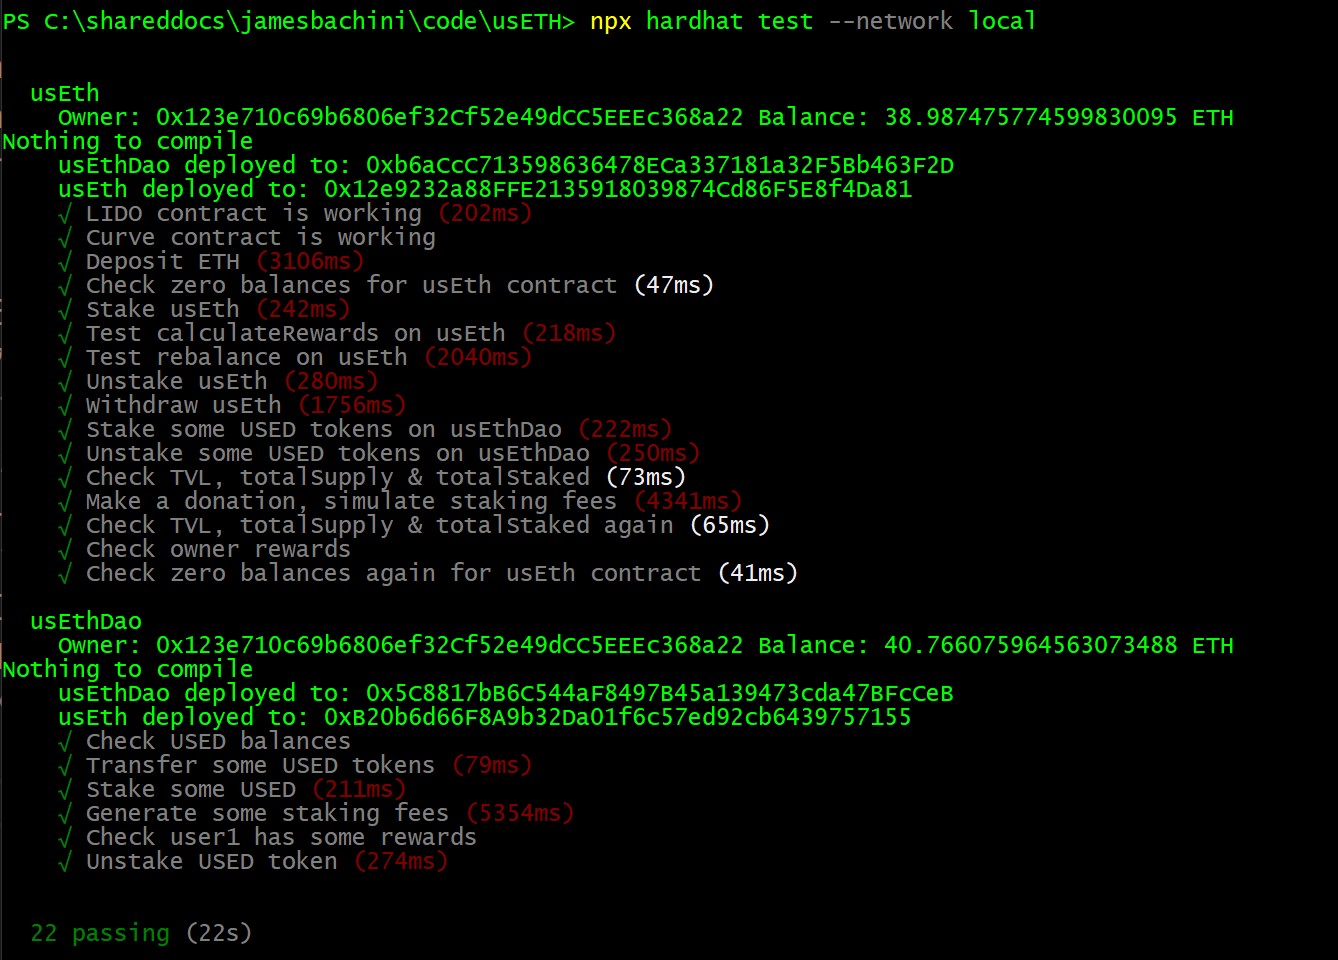 PS C:\shareddocs\jamesbachini\code\usETH> npx hardhat test --network local
usEth
Owner: 0x123e710c69b6806ef32Cf52e49dCC5EEEc368a22 Balance: 38.987475774599830095 ETH
Nothing to compile
usEthDao deployed to: 0xb6aCcC713598636478ECa337181a32F5Bb463F2D
usEth deployed to: 0x12e9232a88FFE2135918039874Cd86F5E8f4Da81
√ LIDO contract is working (202ms)
√ Curve contract is working
√ Deposit ETH (3106ms)
√ Check zero balances for usEth contract (47ms)
√ Stake usEth (242ms)
√ Test calculateRewards on usEth (218ms)
√ Test rebalance on usEth (2040ms)
√ Unstake usEth (280ms)
√ Withdraw usEth (1756ms)
√ Stake some USED tokens on usEthDao (222ms)
√ Unstake some USED tokens on usEthDao (250ms)
√ Check TVL, totalSupply & totalStaked (73ms)
√ Make a donation, simulate staking fees (4341ms)
√ Check TVL, totalSupply & totalStaked again (65ms)
√ Check owner rewards
√ Check zero balances again for usEth contract (41ms)
usEthDao
Owner: 0x123e710c69b6806ef32Cf52e49dCC5EEEc368a22 Balance: 40.766075964563073488 ETH
Nothing to compile
usEthDao deployed to: 0x5C8817bB6C544aF8497B45a139473cda47BFcCeB
usEth deployed to: 0xB20b6d66F8A9b32Da01f6c57ed92cb6439757155
√ Check USED balances
√ Transfer some USED tokens (79ms)
√ Stake some USED (211ms)
√ Generate some staking fees (5354ms)
√ Check user1 has some rewards
√ Unstake USED token (274ms)
22 passing (22s)